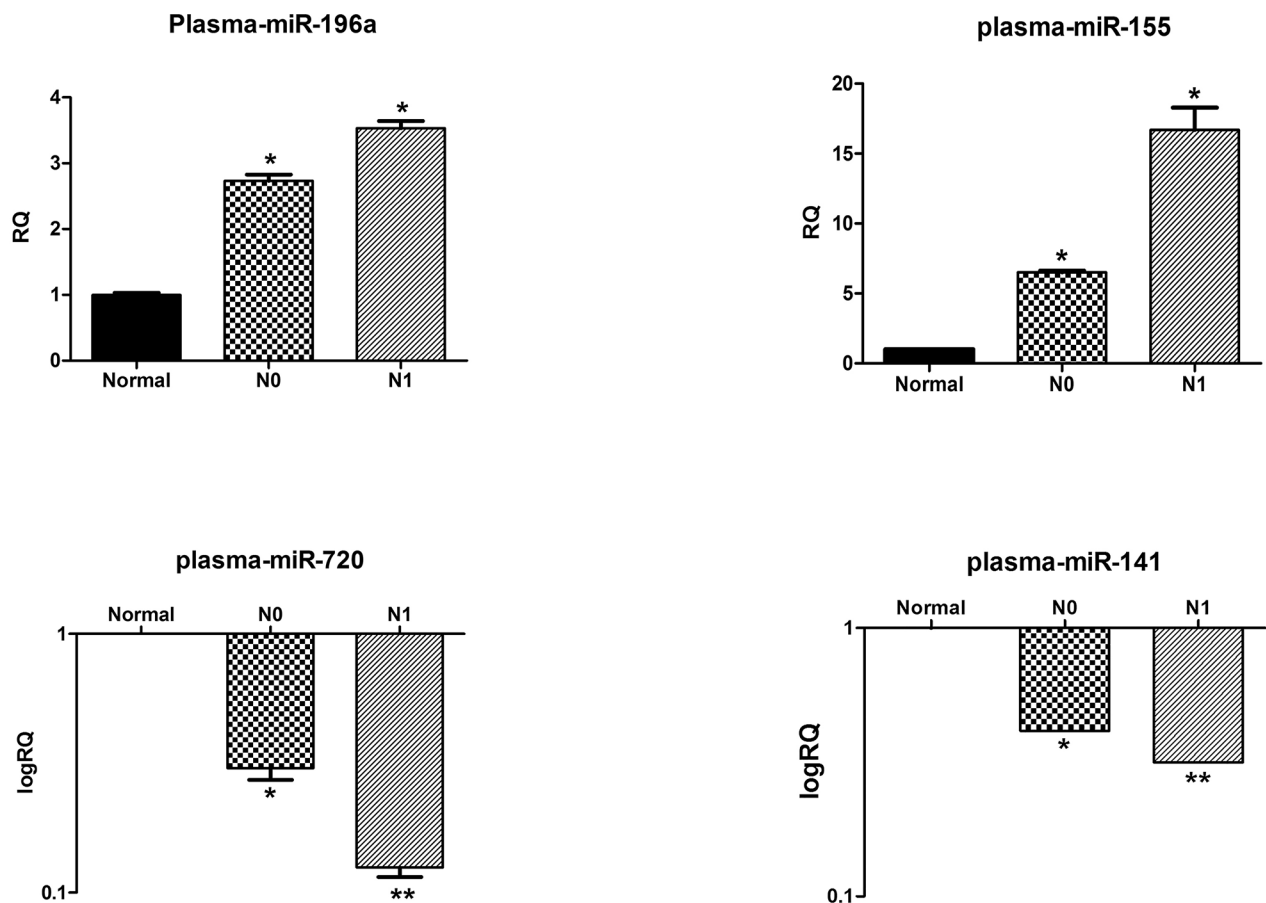 Plasma-miR-196a
4
*
*
3
RQ
2
1
0
Normal N0 N1
plasma-miR-155
20
*
15
RQ
10
*
5
0
Normal N0 N1
plasma-miR-720
Normal N0 N1
1
logRQ
*
0.1
**
plasma-miR-141
Normal N0 N1
1
logRQ
*
**
0.1